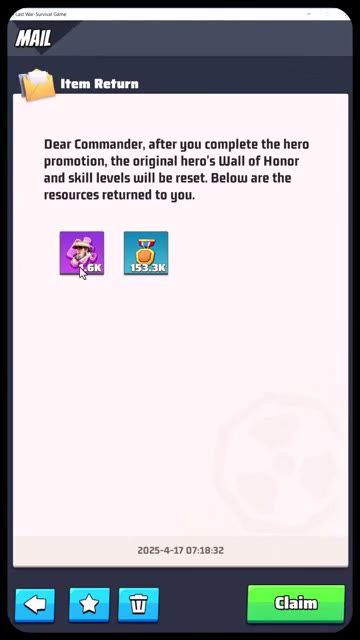 Last War-Survival Game
MAIL
Item Return
Dear Commander, after you complete the hero
promotion, the original hero's Wall of Honor
and skill levels will be reset. Below are the
resources returned to you.
153.3K
2025-4-17 07:18:32
Claim